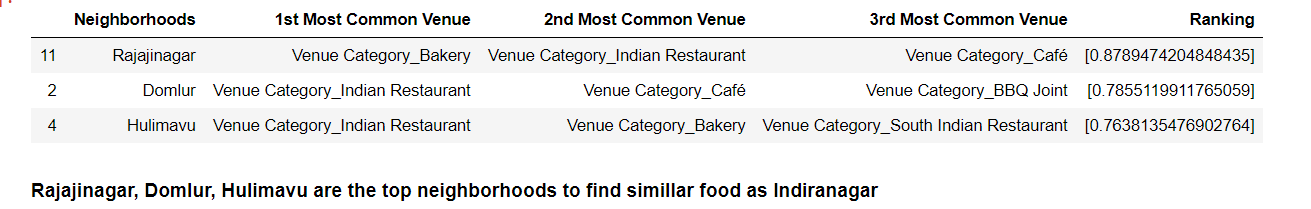 Neighborhoods 1st Most Common Venue 2nd Most Common Venue 3rd Most Common Venue Ranking
11 Rajajinagar Venue Category_Bakery Venue Category_Indian Restaurant Venue Category_Café [0.8789474204848435]
2 Domlur Venue Category_Indian Restaurant Venue Category_Café Venue Category_BBQ Joint [0.7855119911765059]
4 Hulimavu Venue Category_Indian Restaurant Venue Category_Bakery Venue Category_South Indian Restaurant [0.7638135476902764]
Rajajinagar, Domlur, Hulimavu are the top neighborhoods to find simillar food as Indiranagar